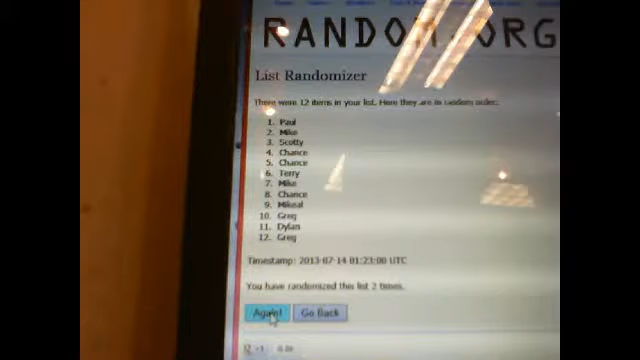 RANDOM.ORG
List Randomizer
There were 12 items in your list. Here they are in random order:
1. Paul
2. Mike
3. Scotty
4. Chance
5. Chance
6. Terry
7. Mike
8. Chance
9. Mikeal
10. Greg
11. Dylan
12. Greg
Timestamp: 2013-07-14 01:23:00 UTC
You have randomized this list 2 times.
Again! Go Back